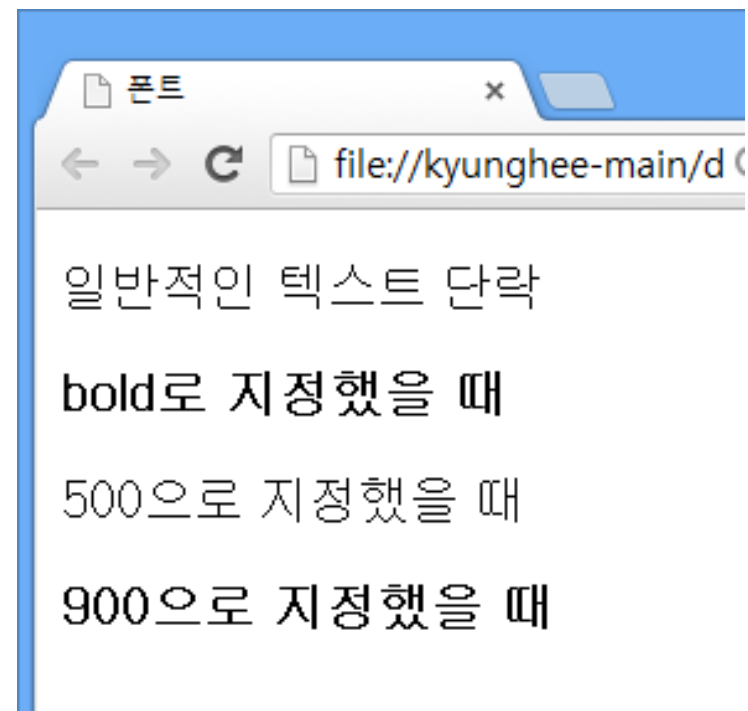 폰트
file://kyunghee-main/d
일반적인 텍스트 단락
bold로 지정했을 때
500으로 지정했을 때
900으로 지정했을 때